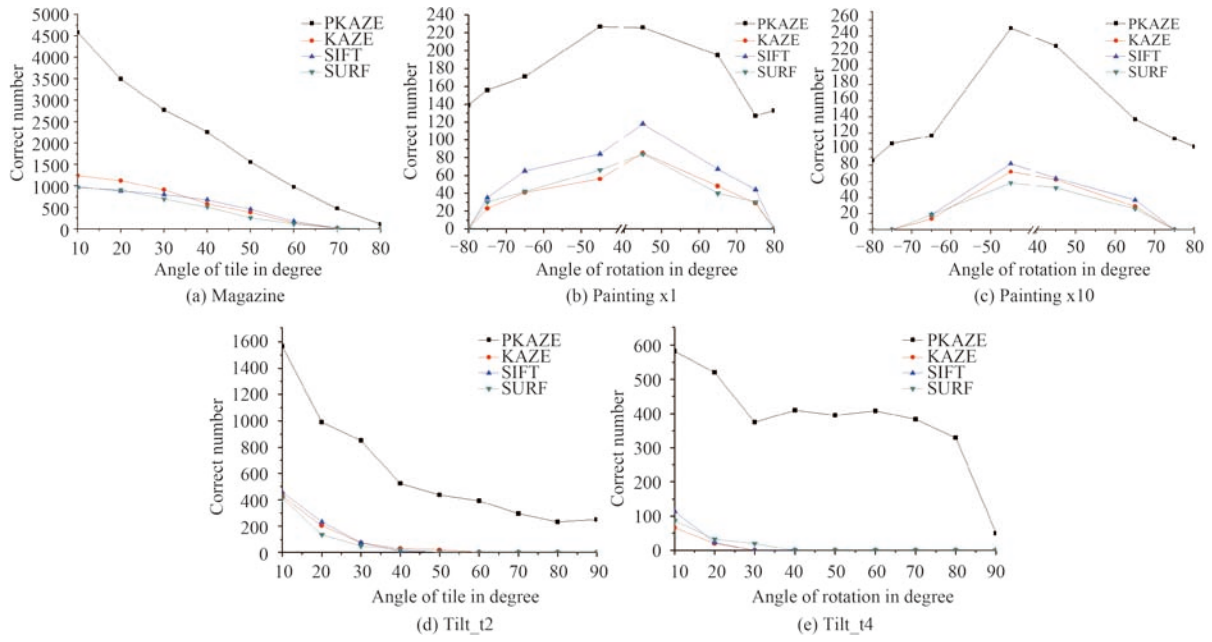 5000
4500
4000
3500
3000
2500
2000
1500
1000
500
0
Correct number
PKAZE
KAZE
SIFT
SURF
10 20 30 40 50 60 70 80
Angle of tile in degree
(a) Magazine
240
220
200
180
160
140
120
100
80
60
40
20
0
Correct number
PKAZE
KAZE
SIFT
SURF
−80 −70 −60 −50 40 50 60 70 80
Angle of rotation in degree
(b) Painting x1
260
240
220
200
180
160
140
120
100
80
60
40
20
0
Correct number
PKAZE
KAZE
SIFT
SURF
−80 −70 −60 −50 40 50 60 70 80
Angle of rotation in degree
(c) Painting x10
1600
1400
1200
1000
800
600
400
200
0
Correct number
PKAZE
KAZE
SIFT
SURF
10 20 30 40 50 60 70 80 90
Angle of tile in degree
(d) Tilt_t2
600
500
400
300
200
100
0
Correct number
PKAZE
KAZE
SIFT
SURF
10 20 30 40 50 60 70 80 90
Angle of rotation in degree
(e) Tilt_t4